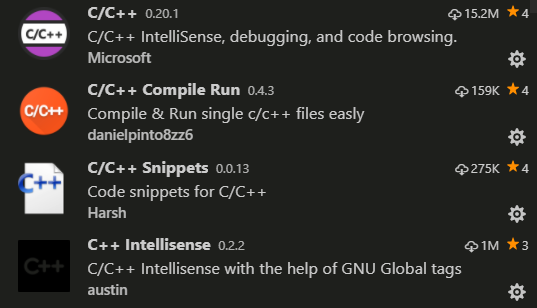 C/C++ C/C++ 0.20.1 15.2M ★ 4
C/C++ IntelliSense, debugging, and code browsing.
Microsoft
C/C++ C/C++ Compile Run 0.4.3 159K ★ 4
Compile & Run single c/c++ files easly
danielpinto8zz6
C++ C/C++ Snippets 0.0.13 275K ★ 4
Code snippets for C/C++
Harsh
C++ C++ Intellisense 0.2.2 1M ★ 3
C/C++ Intellisense with the help of GNU Global tags
austin